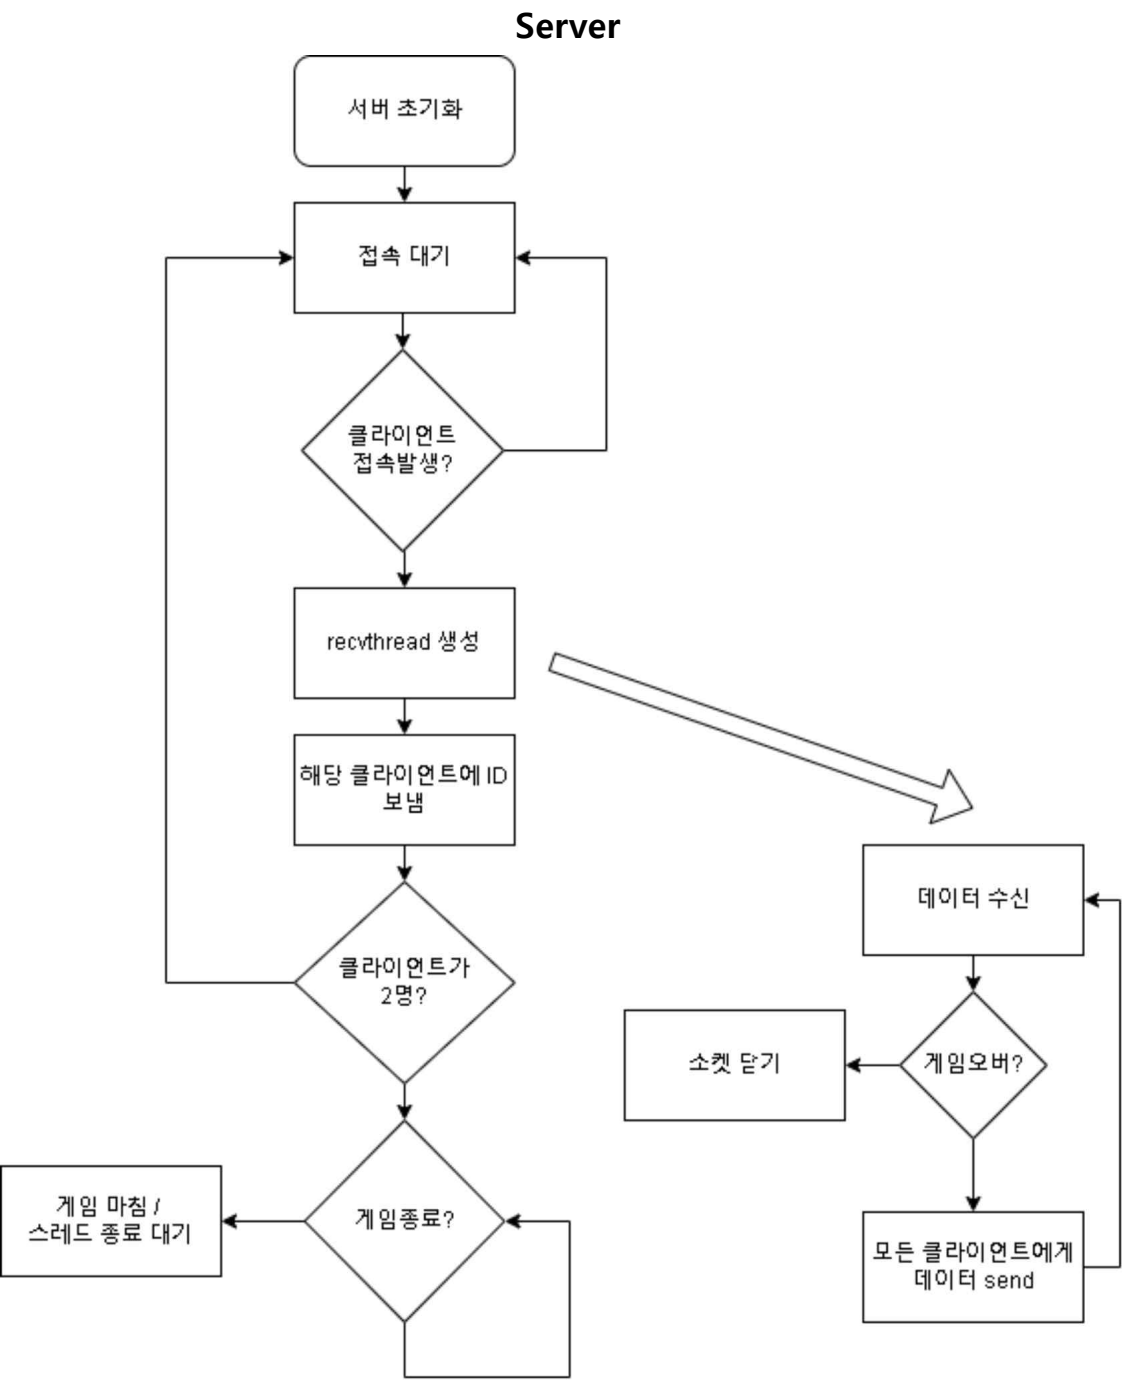 Server
서버 초기화
접속 대기
클라이언트
접속발생?
recvthread 생성
해당 클라이언트에 ID
보냄
클라이언트가
2명?
게임종료?
게임 마침 /
스레드 종료 대기
데이터 수신
게임오버?
소켓 닫기
모든 클라이언트에게
데이터 send